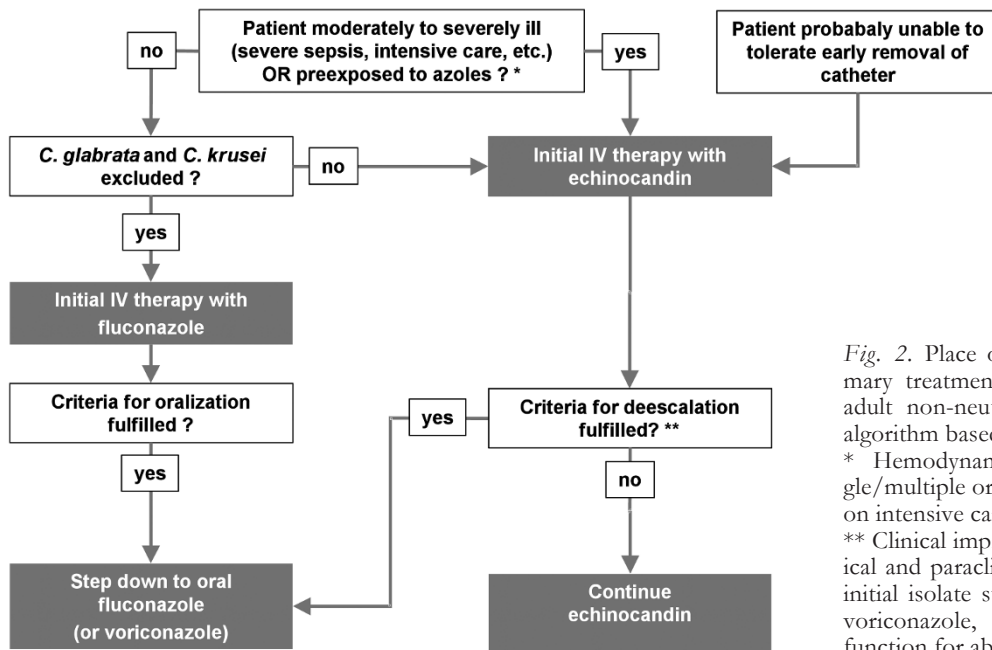 Patient moderately to severely ill
(severe sepsis, intensive care, etc.)
OR preexposed to azoles ? *
no
yes
Patient probabaly unable to
tolerate early removal of
catheter
C. glabrata and C. krusei
excluded ?
no
Initial IV therapy with
echinocandin
yes
Initial IV therapy with
fluconazole
Criteria for oralization
fulfilled ?
yes
Criteria for deescalation
fulfilled? **
yes
no
Step down to oral
fluconazole
(or voriconazole)
Continue
echinocandin
Fig. 2. Place o
mary treatment
adult non-neut
algorithm based
* Hemodynam
gle/multiple or
on intensive ca
** Clinical imp
ical and paracli
initial isolate s
voriconazole,
function for ab